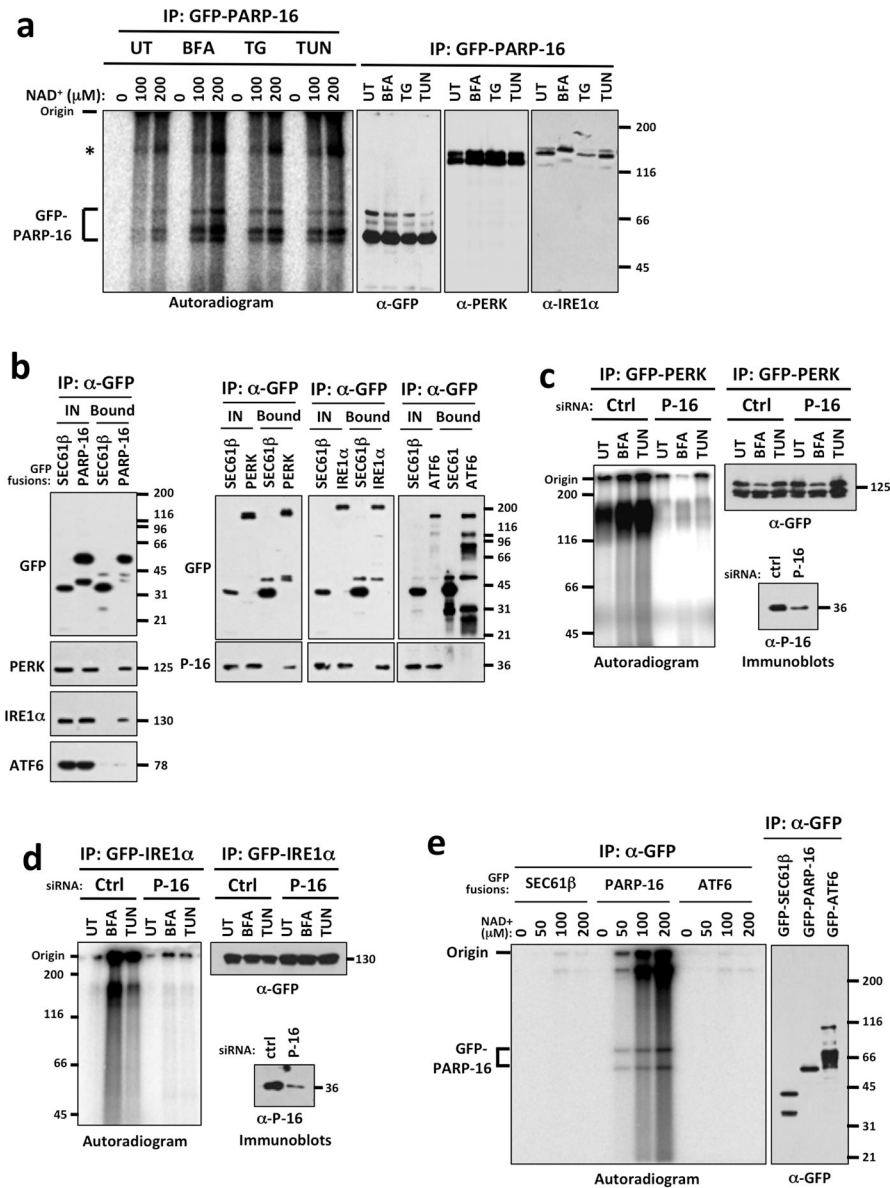 a
IP: GFP-PARP-16
UT BFA TG TUN
NAD+ (μM): 0 100 200 0 100 200 0 100 200 0 100 200
Origin
*
GFP-
PARP-16
Autoradiogram
IP: GFP-PARP-16
UT BFA TG TUN UT BFA TG TUN UT BFA TG TUN
200
116
66
45
α-GFP α-PERK α-IRE1α
b
IP: α-GFP
IN Bound
GFP
fusions:
SEC61β PARP-16 SEC61β PARP-16
GFP
200
116
96
66
45
31
21
PERK 125
IRE1α 130
ATF6 78
IP: α-GFP IP: α-GFP IP: α-GFP
IN Bound IN Bound IN Bound
SEC61β PERK SEC61β PERK SEC61β IRE1α SEC61β IRE1α SEC61β ATF6 SEC61 ATF6
GFP
200
116
96
66
45
31
21
P-16 36
c
IP: GFP-PERK
siRNA: Ctrl P-16
UT BFA TUN UT BFA TUN
Origin
200
116
66
45
Autoradiogram
IP: GFP-PERK
Ctrl P-16
UT BFA TUN UT BFA TUN
125
α-GFP
siRNA: ctrl P-16
36
α-P-16
Immunoblots
d
IP: GFP-IRE1α
siRNA: Ctrl P-16
UT BFA TUN UT BFA TUN
Origin
200
116
66
45
Autoradiogram
IP: GFP-IRE1α
Ctrl P-16
UT BFA TUN UT BFA TUN
130
α-GFP
siRNA: ctrl P-16
36
α-P-16
Immunoblots
e
IP: α-GFP
GFP
fusions:
SEC61β PARP-16 ATF6
NAD+
(μM):
0 50 100 200 0 50 100 200 0 50 100 200
Origin
GFP-
PARP-16
Autoradiogram
IP: α-GFP
GFP-SEC61β GFP-PARP-16 GFP-ATF6
200
116
66
45
31
21
α-GFP